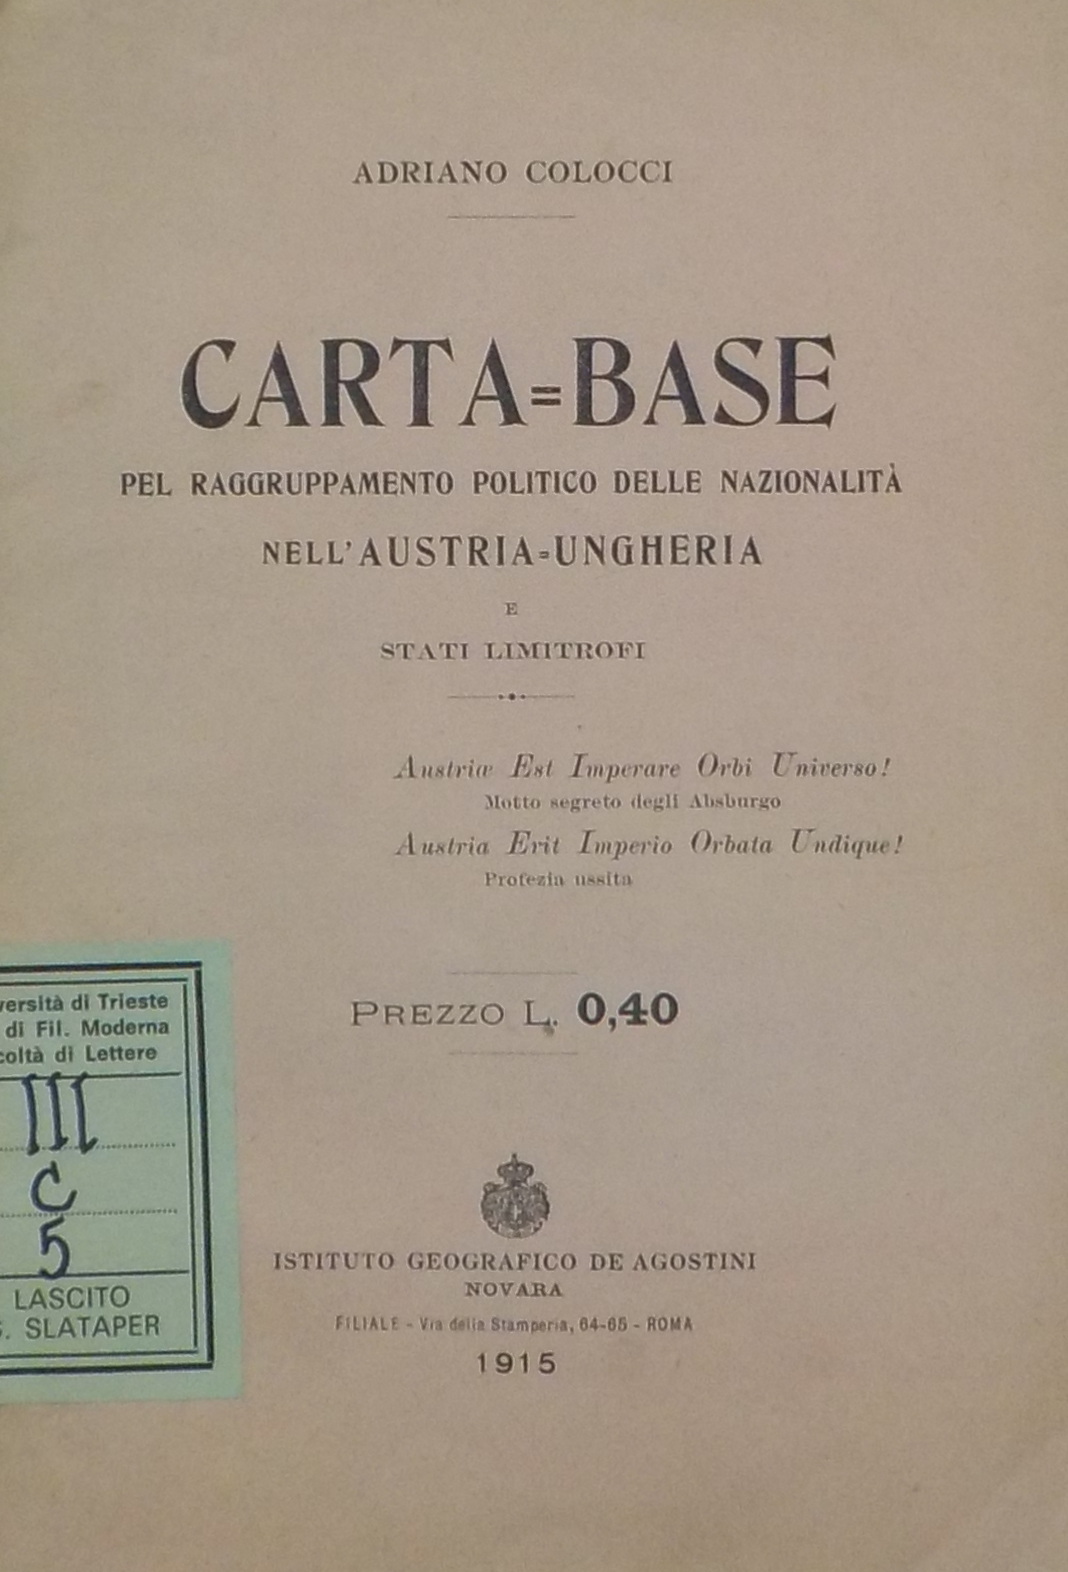 ADRIANO COLOCCI
CARTA=BASE
PEL RAGGRUPPAMENTO POLITICO DELLE NAZIONALITÀ
NELL'AUSTRIA=UNGHERIA
E
STATI LIMITROFI
Austriæ Est Imperare Orbi Universo!
Motto segreto degli Absburgo
Austria Erit Imperio Orbata Undique!
Profezia ussita
PREZZO L. 0,40
ISTITUTO GEOGRAFICO DE AGOSTINI
NOVARA
FILIALE - Via della Stamperia, 64-65 - ROMA
1915
versità di Trieste
di Fil. Moderna
coltà di Lettere
III
C
5
LASCITO
S. SLATAPER